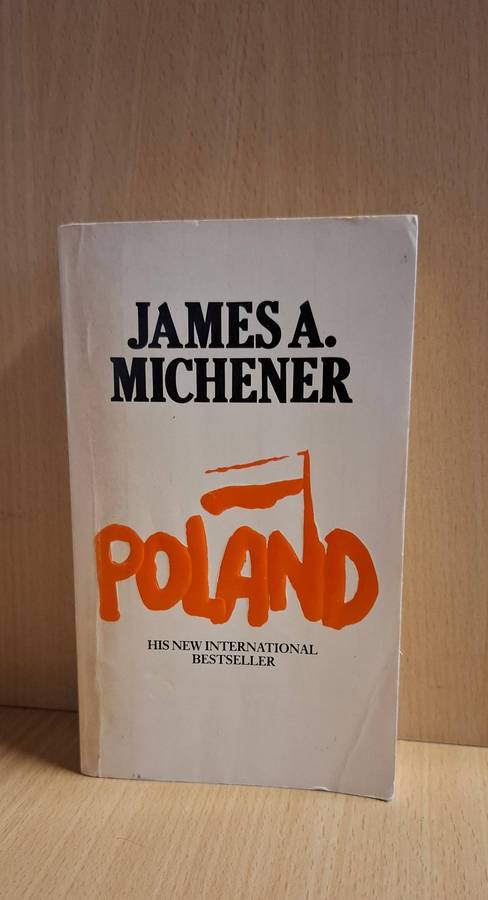 JAMES A.
MICHENER
POLAND
HIS NEW INTERNATIONAL
BESTSELLER